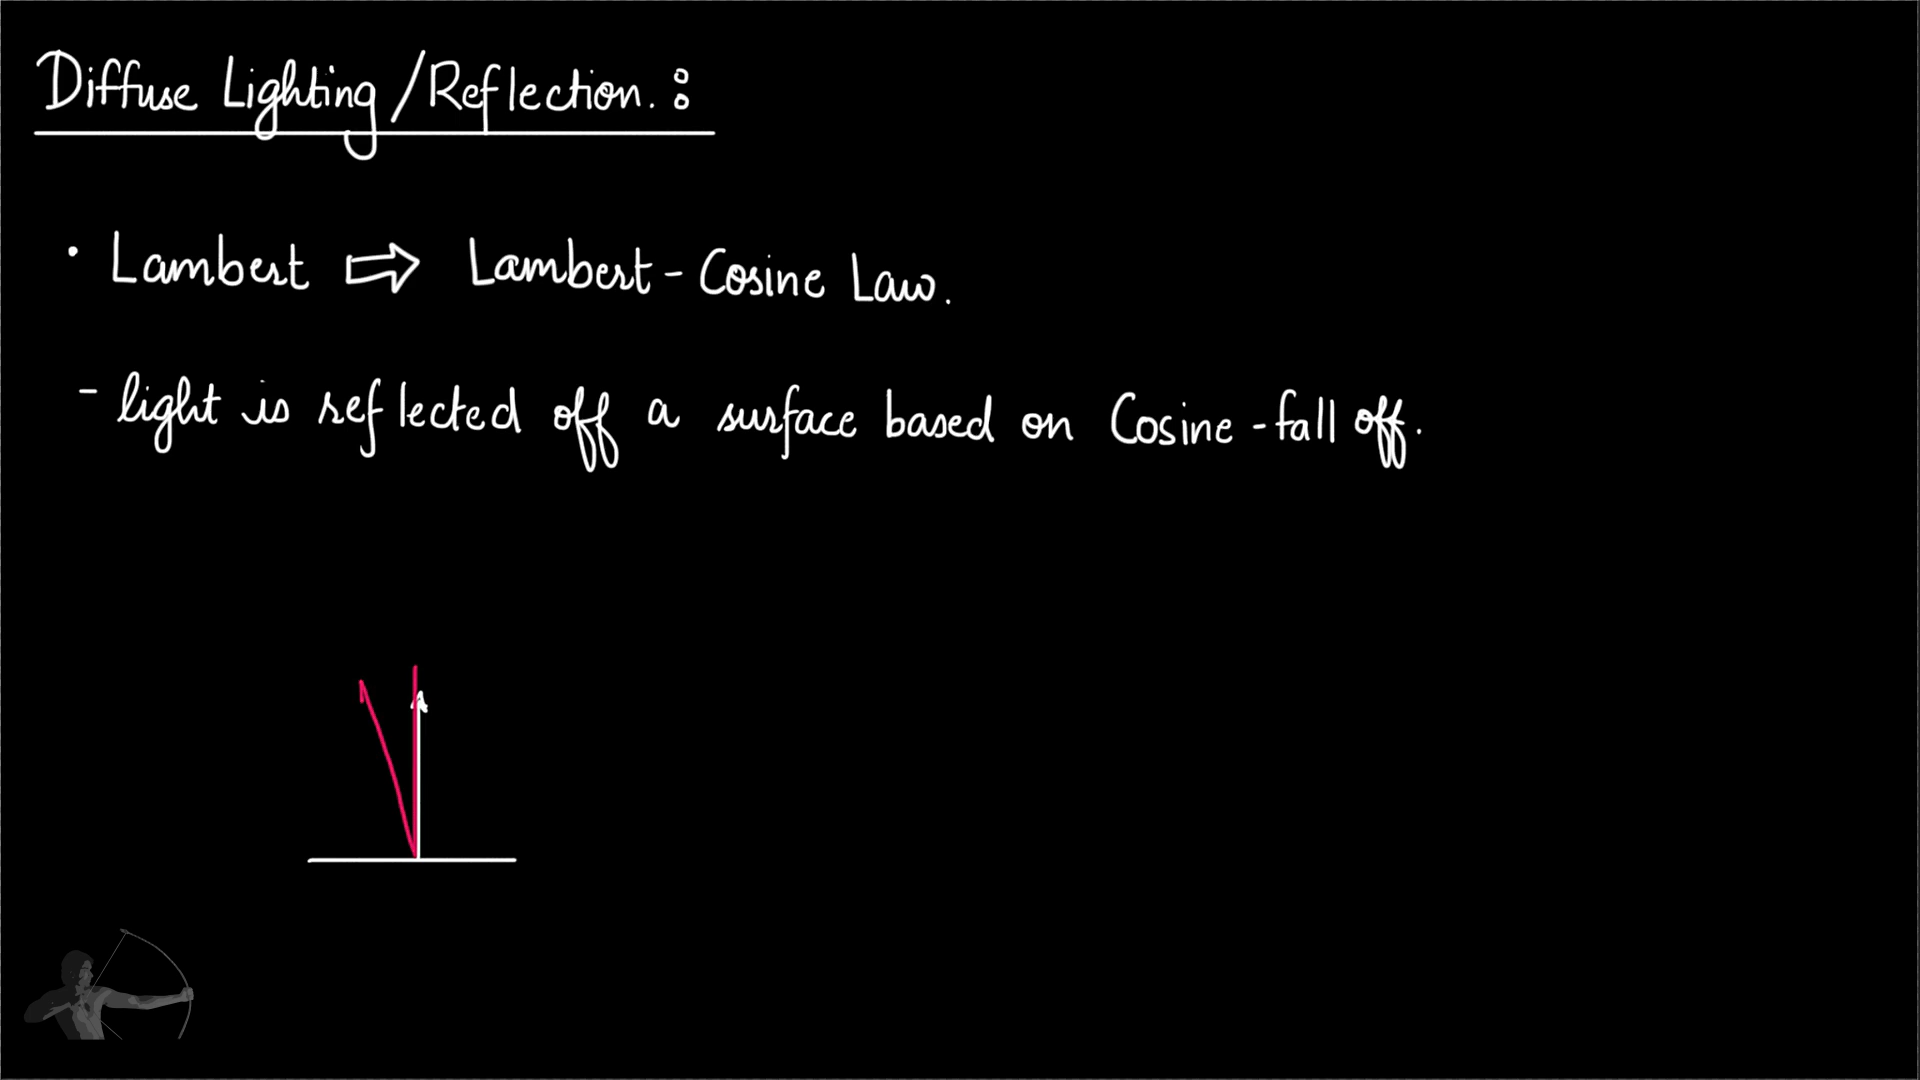 Diffuse Lighting/Reflection. :
• Lambert ⇨ Lambert-Cosine Law.
- light is reflected off a surface based on Cosine-fall off.